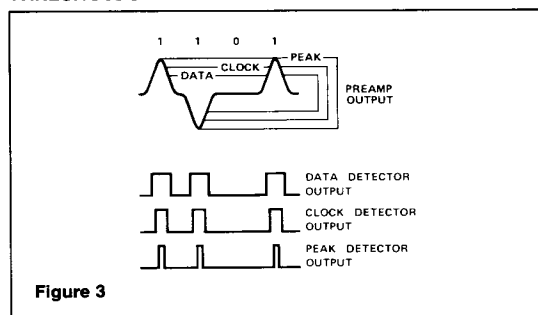 1 1 0 1
PEAK
CLOCK
DATA
PREAMP
OUTPUT
DATA DETECTOR
OUTPUT
CLOCK DETECTOR
OUTPUT
PEAK DETECTOR
OUTPUT
Figure 3